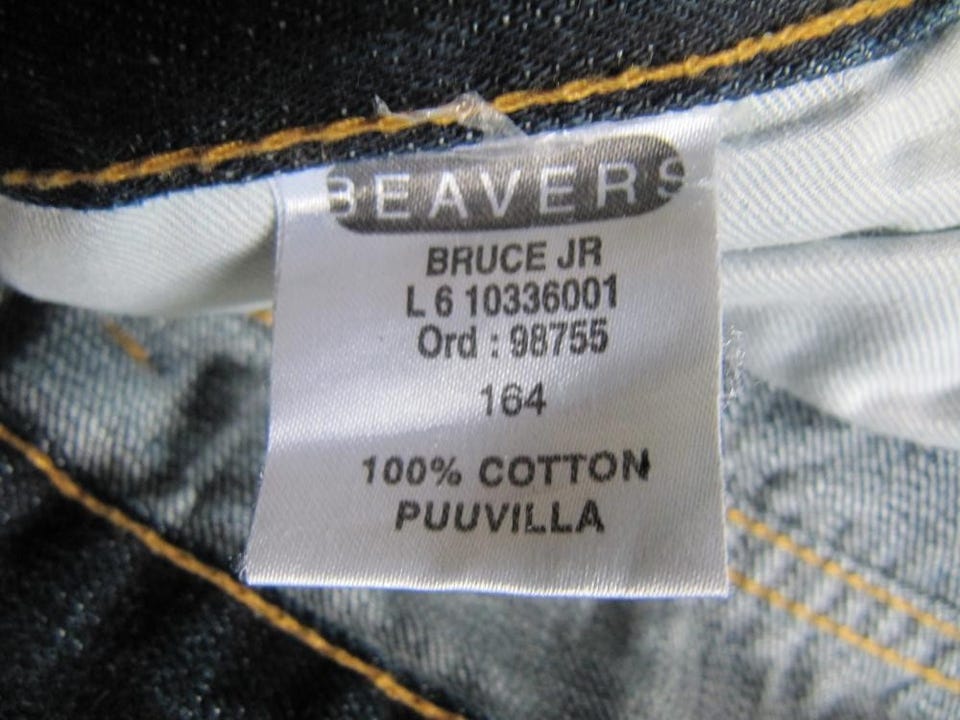 BEAVERS
BRUCE JR
L 6 10336001
Ord : 98755
164
100% COTTON
PUUVILLA